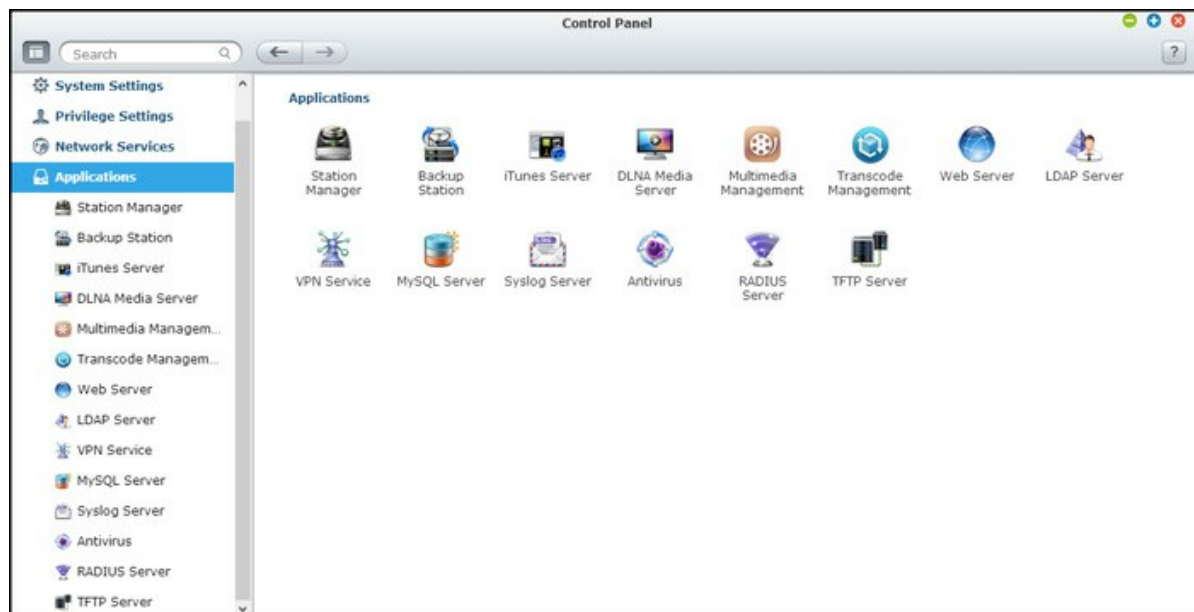 Control Panel
Search
?
System Settings
Privilege Settings
Network Services
Applications
Station Manager
Backup Station
iTunes Server
DLNA Media Server
Multimedia Managem...
Transcode Managem...
Web Server
LDAP Server
VPN Service
MySQL Server
Syslog Server
Antivirus
RADIUS Server
TFTP Server
Applications
Station
Manager
Backup
Station
iTunes Server
DLNA Media
Server
Multimedia
Management
Transcode
Management
Web Server
LDAP Server
VPN Service
MySQL Server
Syslog Server
Antivirus
RADIUS
Server
TFTP Server